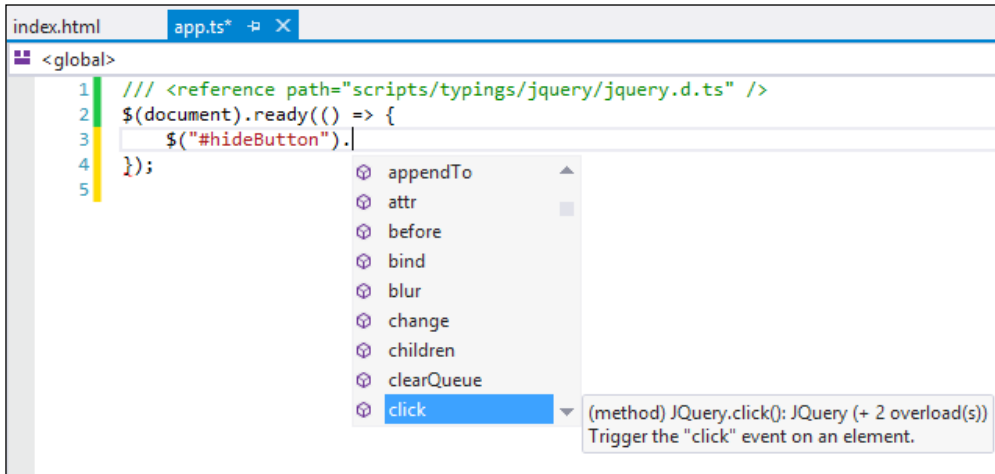 index.html app.ts*
<global>
1 /// <reference path="scripts/typings/jquery/jquery.d.ts" />
2 $(document).ready(() => {
3 $("#hideButton").
4 });
5
appendTo
attr
before
bind
blur
change
children
clearQueue
click
(method) JQuery.click(): JQuery (+ 2 overload(s))
Trigger the "click" event on an element.